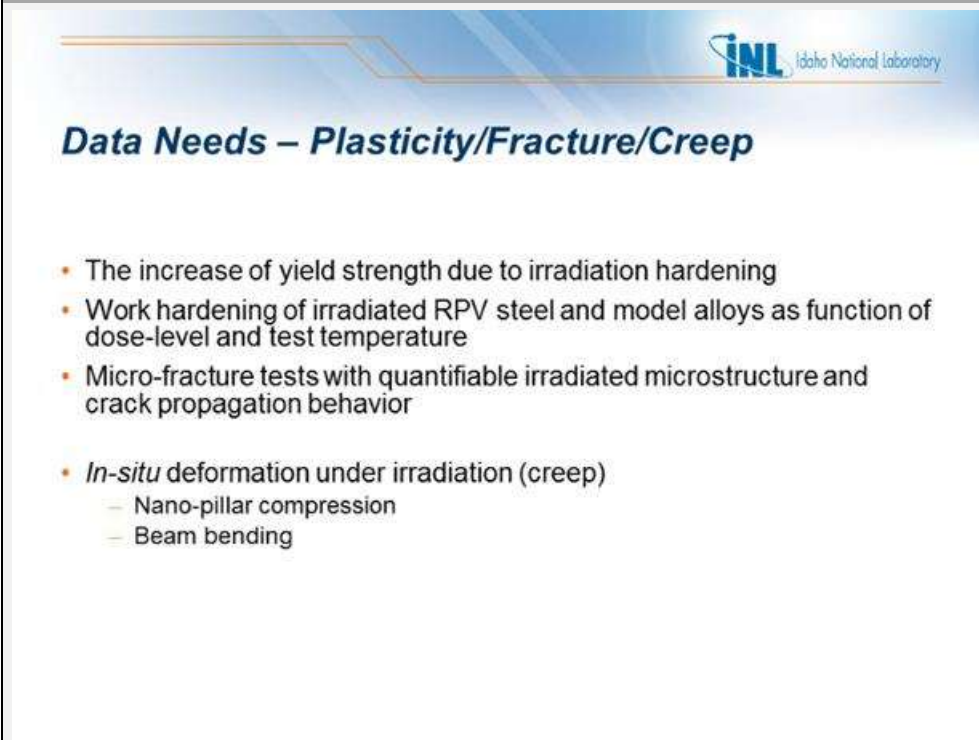 INL Idaho National Laboratory
Data Needs – Plasticity/Fracture/Creep
• The increase of yield strength due to irradiation hardening
• Work hardening of irradiated RPV steel and model alloys as function of
dose-level and test temperature
• Micro-fracture tests with quantifiable irradiated microstructure and
crack propagation behavior
• In-situ deformation under irradiation (creep)
– Nano-pillar compression
– Beam bending